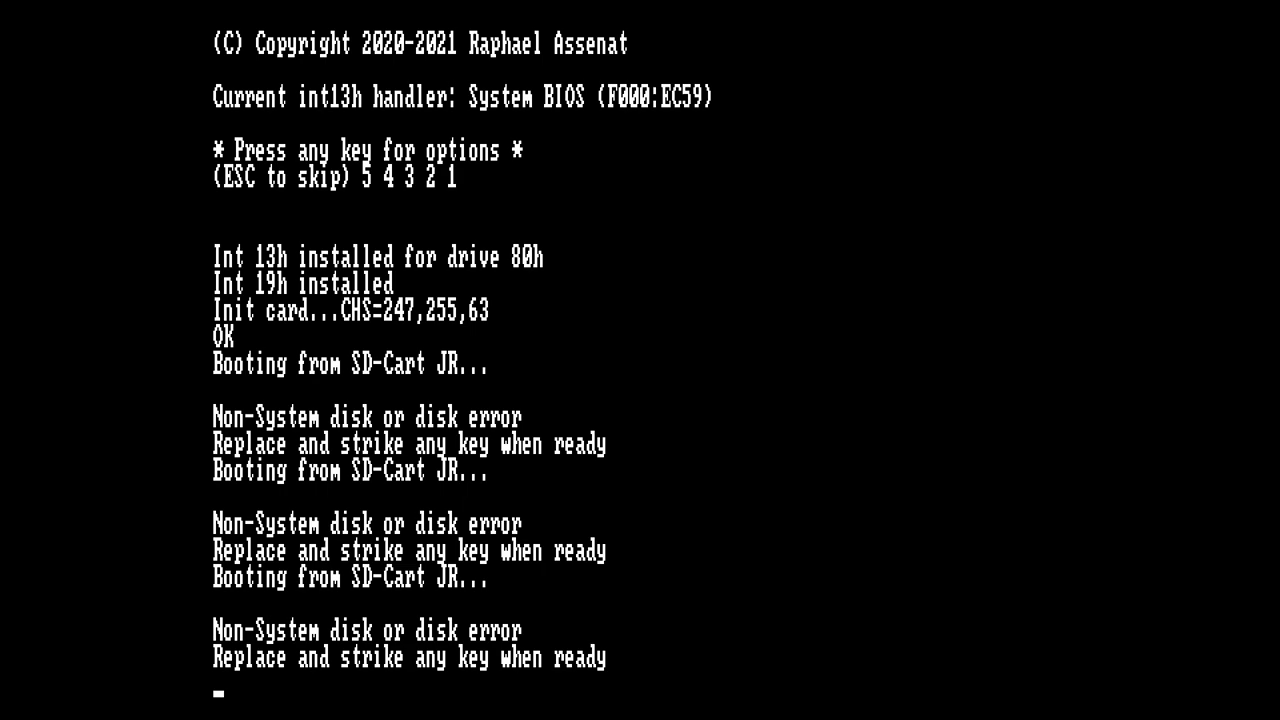 (C) Copyright 2020-2021 Raphael Assenat
Current int13h handler: System BIOS (F000:EC59)
* Press any key for options *
(ESC to skip) 5 4 3 2 1
Int 13h installed for drive 80h
Int 19h installed
Init card...CHS=247,255,63
OK
Booting from SD-Cart JR...
Non-System disk or disk error
Replace and strike any key when ready
Booting from SD-Cart JR...
Non-System disk or disk error
Replace and strike any key when ready
Booting from SD-Cart JR...
Non-System disk or disk error
Replace and strike any key when ready